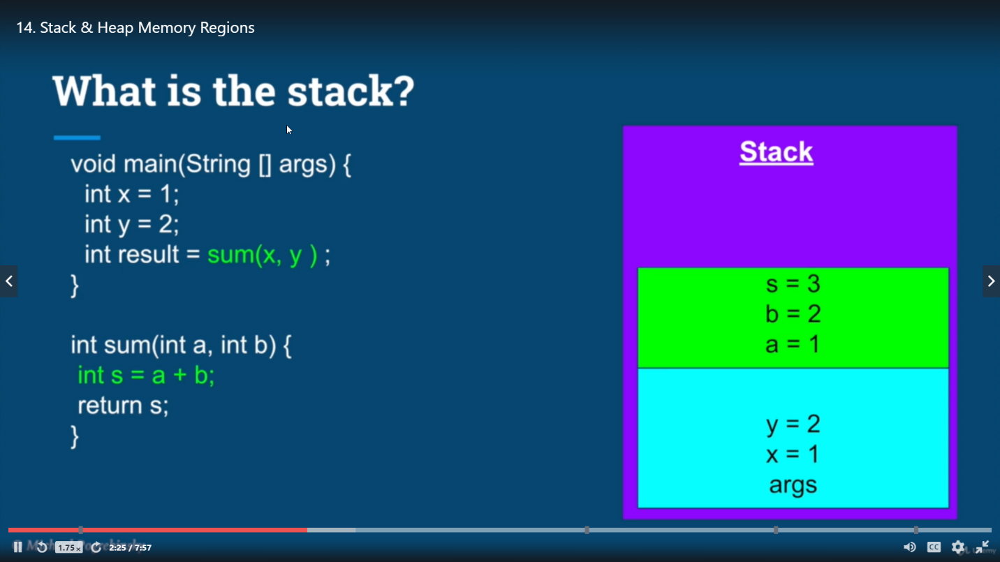 14. Stack & Heap Memory Regions
What is the stack?
void main(String [] args) {
int x = 1;
int y = 2;
int result = sum(x, y ) ;
}
int sum(int a, int b) {
int s = a + b;
return s;
}
Stack
s = 3
b = 2
a = 1
y = 2
x = 1
args
1.75x
2:25 / 7:57
CC